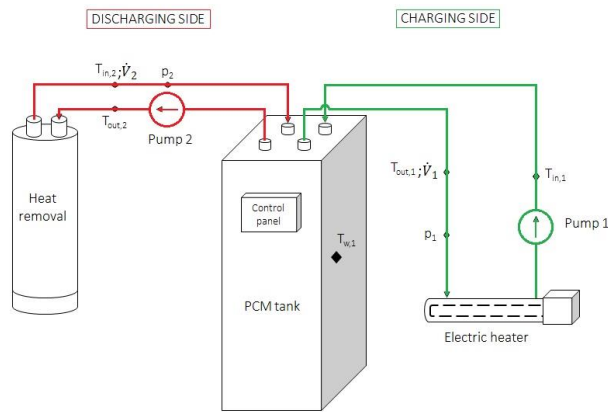 DISCHARGING SIDE
CHARGING SIDE
T_in,2; V̇_2
p_2
T_out,2
Pump 2
Heat
removal
Control
panel
T_w,1
PCM tank
T_out,1; V̇_1
T_in,1
p_1
Pump 1
Electric heater